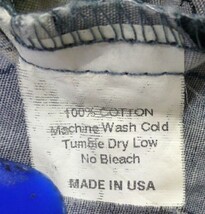 100% COTTON
Machine Wash Cold
Tumble Dry Low
No Bleach
MADE IN USA